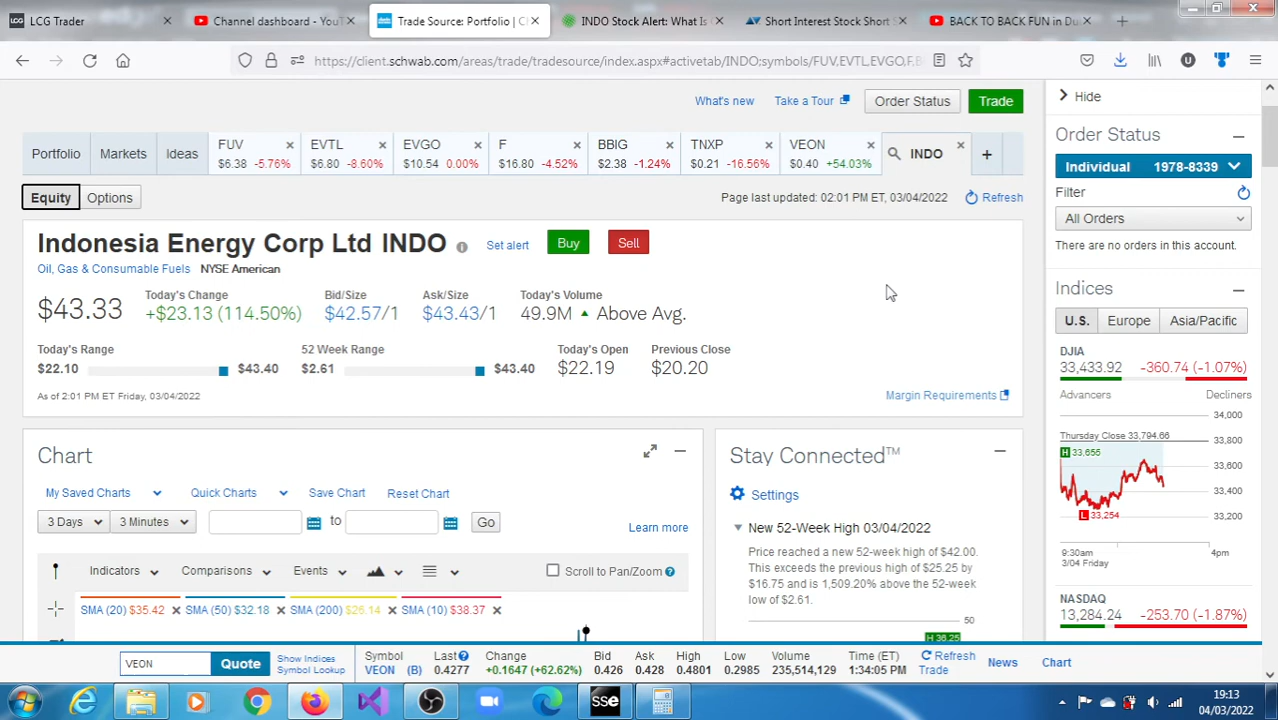 LCG Trader
Channel dashboard - YouT
Trade Source: Portfolio | C
INDO Stock Alert: What Is
Short Interest Stock Short
BACK TO BACK FUN in Du
https://client.schwab.com/areas/trade/tradesource/index.aspx#activetab/INDO;symbols/FUV,EVTL,EVGO,F,B
What's new
Take a Tour
Order Status
Trade
Hide
Portfolio
Markets
Ideas
FUV
$6.38 -5.76%
EVTL
$6.80 -8.60%
EVGO
$10.54 0.00%
F
$16.80 -4.52%
BBIG
$2.38 -1.24%
TNXP
$0.21 -16.56%
VEON
$0.40 +54.03%
INDO
Equity
Options
Page last updated: 02:01 PM ET, 03/04/2022
Refresh
Indonesia Energy Corp Ltd INDO
Set alert
Buy
Sell
Oil, Gas & Consumable Fuels NYSE American
$43.33
Today's Change
+$23.13 (114.50%)
Bid/Size
$42.57/1
Ask/Size
$43.43/1
Today's Volume
49.9M Above Avg.
Today's Range
$22.10 $43.40
52 Week Range
$2.61 $43.40
Today's Open
$22.19
Previous Close
$20.20
As of 2:01 PM ET Friday, 03/04/2022
Margin Requirements
Chart
My Saved Charts
Quick Charts
Save Chart
Reset Chart
3 Days
3 Minutes
to
Go
Learn more
Indicators
Comparisons
Events
Scroll to Pan/Zoom
SMA (20) $35.42
SMA (50) $32.18
SMA (200) $26.14
SMA (10) $38.37
Stay Connected™
Settings
New 52-Week High 03/04/2022
Price reached a new 52-week high of $42.00.
This exceeds the previous high of $25.25 by
$16.75 and is 1,509.20% above the 52-week
low of $2.61.
50
H 38.25
Order Status
Individual 1978-8339
Filter
All Orders
There are no orders in this account.
Indices
U.S.
Europe
Asia/Pacific
DJIA
33,433.92 -360.74 (-1.07%)
Advancers Decliners
34,000
Thursday Close 33,794.66
33,800
H 33,655
33,600
33,400
L 33,254
33,200
9:30am
4pm
3/04 Friday
NASDAQ
13,284.24 -253.70 (-1.87%)
VEON
Quote
Show Indices
Symbol Lookup
Symbol
VEON (B)
Last
0.4277
Change
+0.1647 (+62.62%)
Bid
0.426
Ask
0.428
High
0.4801
Low
0.2985
Volume
235,514,129
Time (ET)
1:34:05 PM
Refresh
Trade
News
Chart
SSE
19:13
04/03/2022